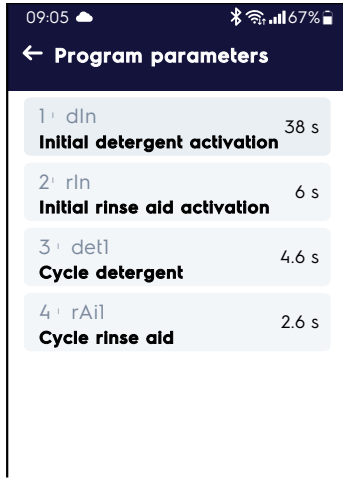 09:05 67%
← Program parameters
1 dIn
38 s
Initial detergent activation
2 rIn
6 s
Initial rinse aid activation
3 det1
4.6 s
Cycle detergent
4 rAi1
2.6 s
Cycle rinse aid